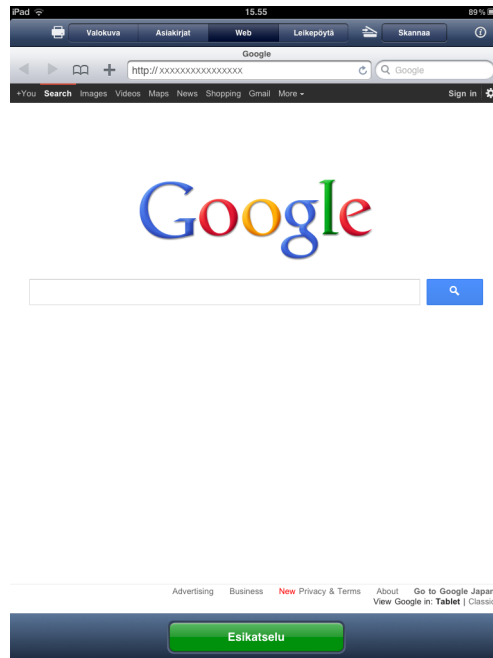 iPad 15.55 89 %
Valokuva Asiakirjat Web Leikepöytä Skannaa
Google
http://xxxxxxxxxxxxxxxx Google
+You Search Images Videos Maps News Shopping Gmail More Sign in
Google
Advertising Business New Privacy & Terms About Go to Google Japan
View Google in: Tablet | Classic
Esikatselu